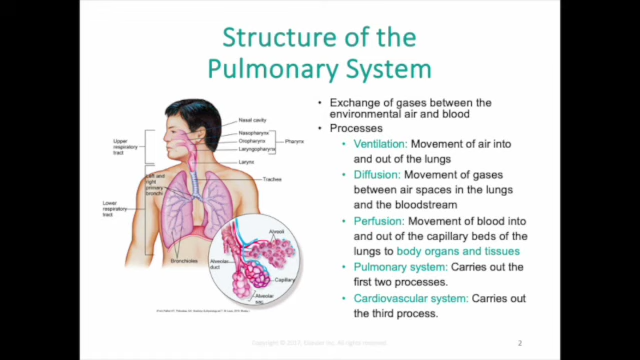 Structure of the
Pulmonary System
• Exchange of gases between the
environmental air and blood
• Processes
• Ventilation: Movement of air into
and out of the lungs
• Diffusion: Movement of gases
between air spaces in the lungs
and the bloodstream
• Perfusion: Movement of blood into
and out of the capillary beds of the
lungs to body organs and tissues
• Pulmonary system: Carries out the
first two processes.
• Cardiovascular system: Carries out
the third process.
Nasal cavity
Nasopharynx
Oropharynx
Laryngopharynx
Pharynx
Larynx
Trachea
Upper
respiratory
tract
Left and
right
primary
bronchi
Lower
respiratory
tract
Bronchioles
Alveoli
Alveolar
duct
Capillary
Alveolar
sac
Copyright © 2017, Elsevier Inc. All rights reserved.
2